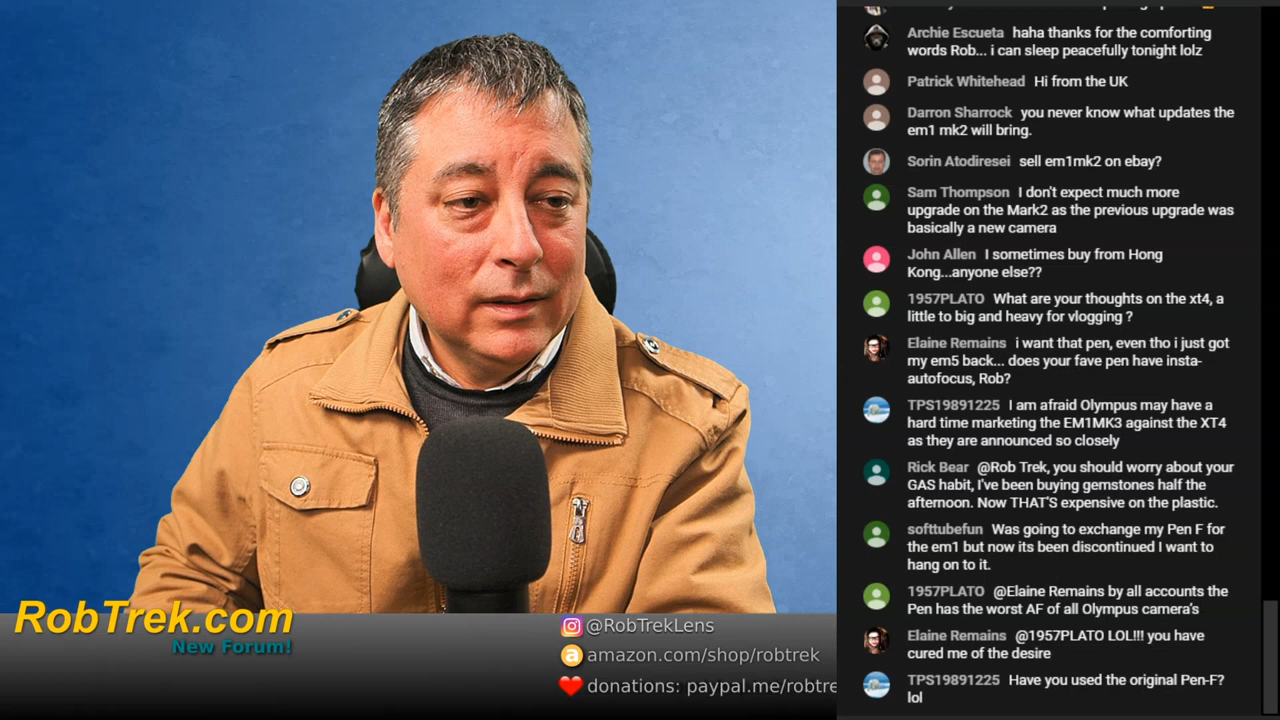 Archie Escueta haha thanks for the comforting
words Rob... i can sleep peacefully tonight lolz
Patrick Whitehead Hi from the UK
Darron Sharrock you never know what updates the
em1 mk2 will bring.
Sorin Atodiresei sell em1mk2 on ebay?
Sam Thompson I don't expect much more
upgrade on the Mark2 as the previous upgrade was
basically a new camera
John Allen I sometimes buy from Hong
Kong...anyone else??
1957PLATO What are your thoughts on the xt4, a
little to big and heavy for vlogging ?
Elaine Remains i want that pen, even tho i just got
my em5 back... does your fave pen have insta-
autofocus, Rob?
TPS19891225 I am afraid Olympus may have a
hard time marketing the EM1MK3 against the XT4
as they are announced so closely
Rick Bear @Rob Trek, you should worry about your
GAS habit, I've been buying gemstones half the
afternoon. Now THAT'S expensive on the plastic.
softtubefun Was going to exchange my Pen F for
the em1 but now its been discontinued I want to
hang on to it.
1957PLATO @Elaine Remains by all accounts the
Pen has the worst AF of all Olympus camera's
Elaine Remains @1957PLATO LOL!!! you have
cured me of the desire
TPS19891225 Have you used the original Pen-F?
lol
RobTrek.com
New Forum!
@RobTrekLens
amazon.com/shop/robtrek
donations: paypal.me/robtre